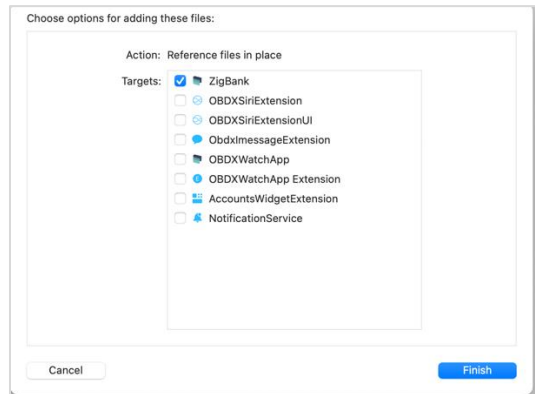 Choose options for adding these files:
Action: Reference files in place
Targets: ZigBank
OBDXSiriExtension
OBDXSiriExtensionUI
ObdxImessageExtension
OBDXWatchApp
OBDXWatchApp Extension
AccountsWidgetExtension
NotificationService
Cancel Finish